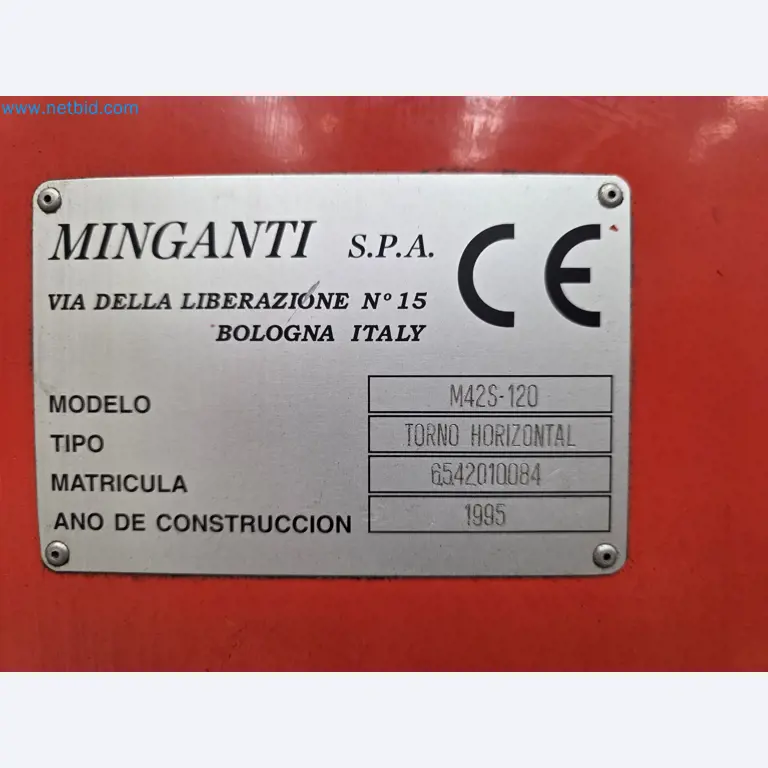 www.netbid.com
MINGANTI S.P.A.
CE
VIA DELLA LIBERAZIONE Nº 15
BOLOGNA ITALY
MODELO M42S-120
TIPO TORNO HORIZONTAL
MATRICULA 6542010084
ANO DE CONSTRUCCION 1995